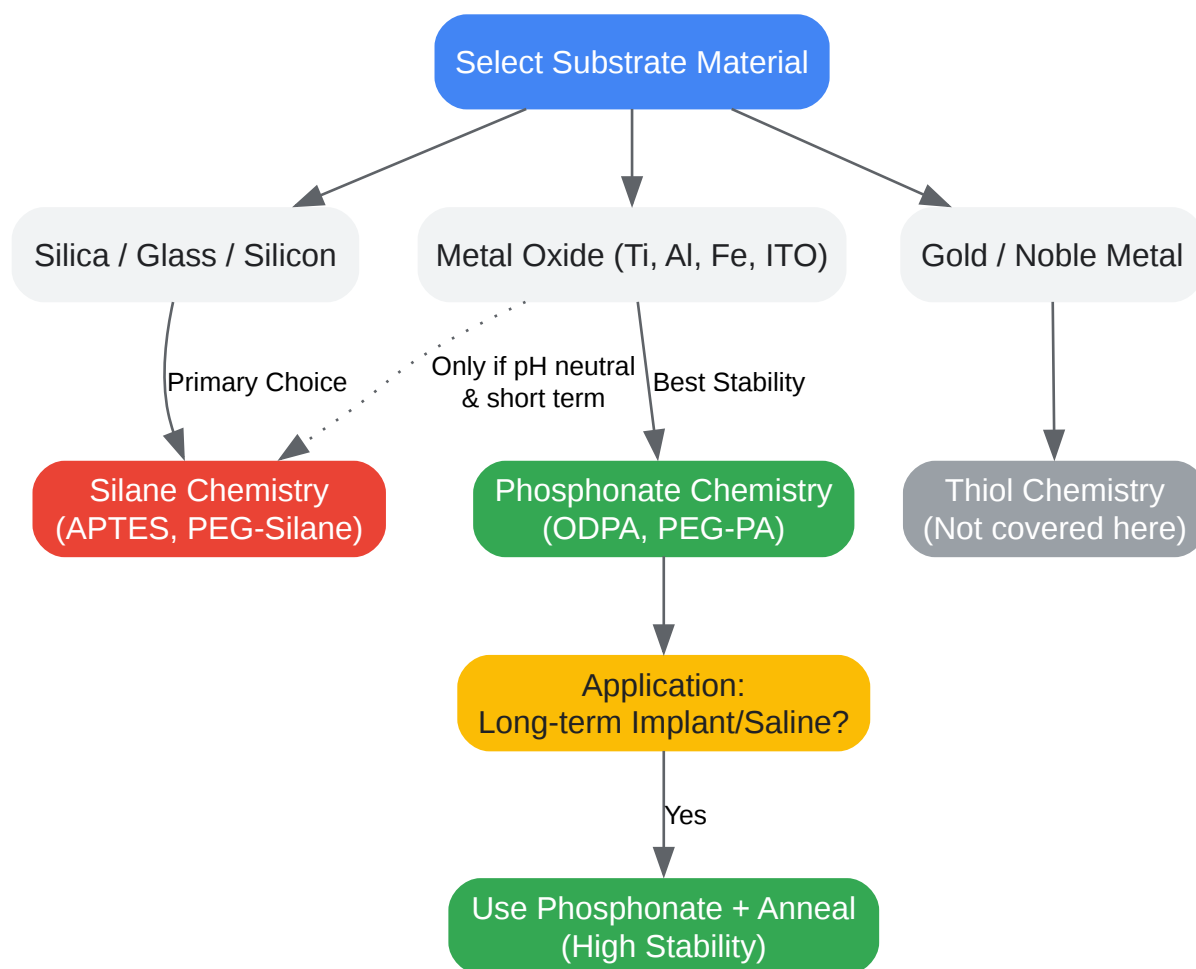 Select Substrate Material
Silica / Glass / Silicon
Metal Oxide (Ti, Al, Fe, ITO)
Gold / Noble Metal
Primary Choice
Only if pH neutral
& short term
Best Stability
Silane Chemistry
(APTES, PEG-Silane)
Phosphonate Chemistry
(ODPA, PEG-PA)
Thiol Chemistry
(Not covered here)
Application:
Long-term Implant/Saline?
Yes
Use Phosphonate + Anneal
(High Stability)